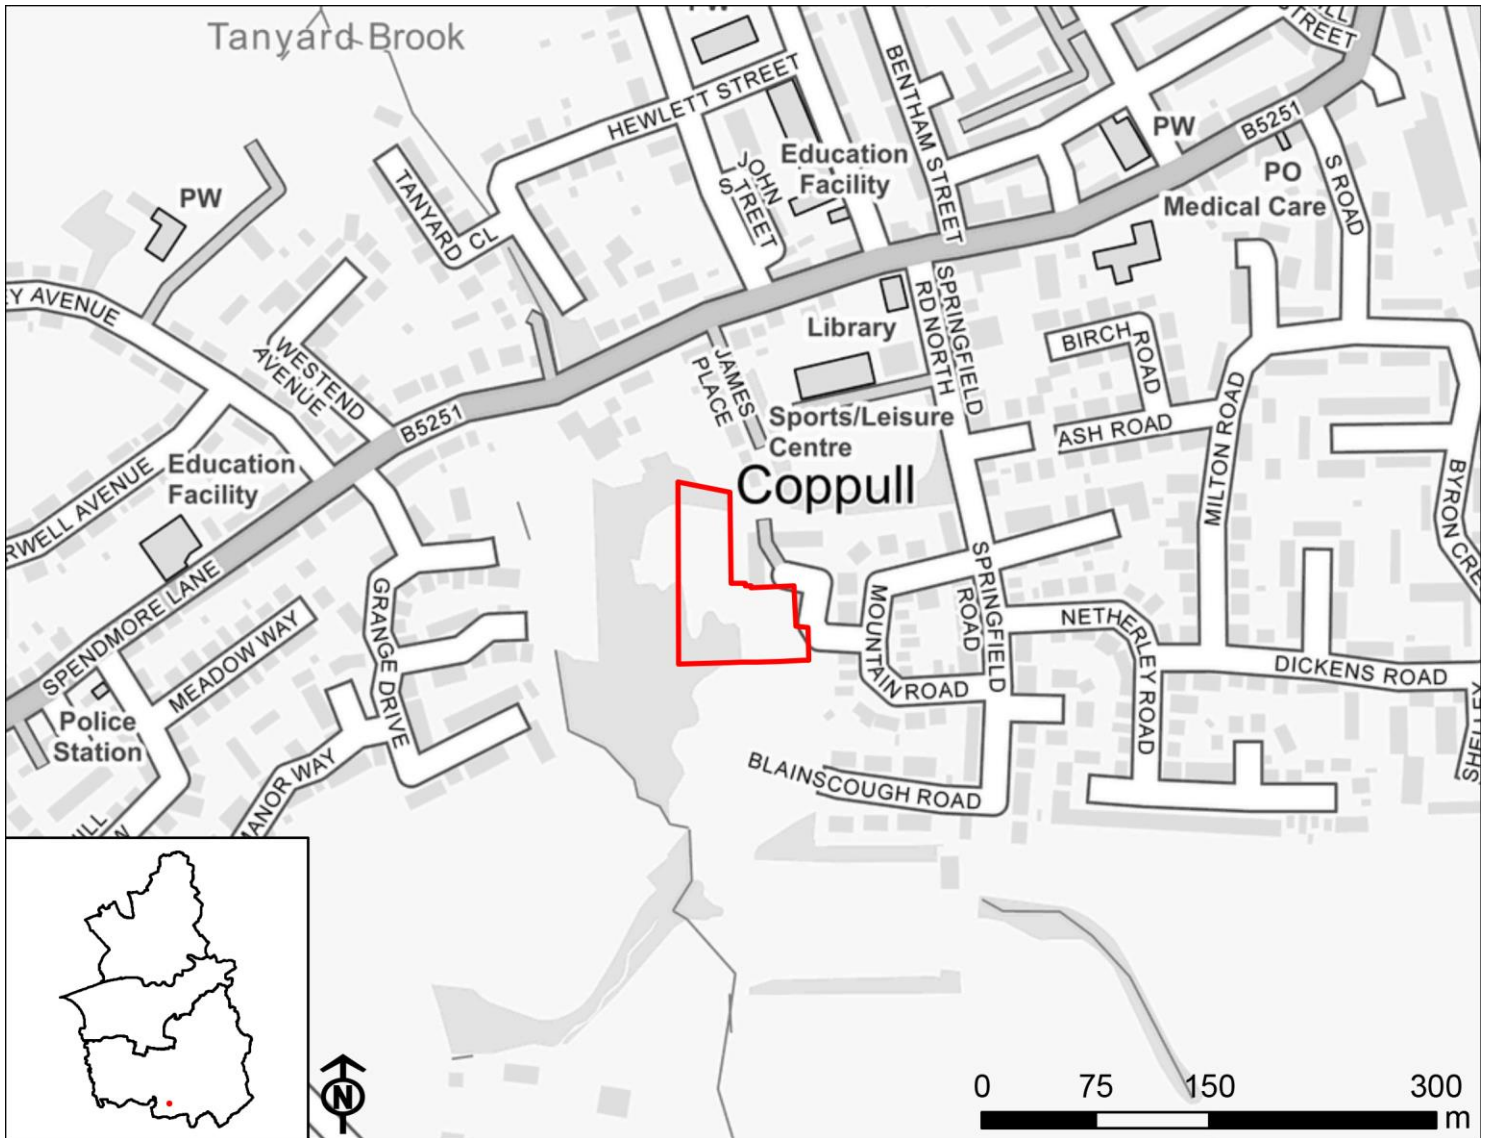 Tanyard Brook
HEWLETT STREET
BENTHAM STREET
STREET
B5251
PW
PO
Medical Care
S ROAD
Education
Facility
JOHN
STREET
TANYARD
CL
PW
EY AVENUE
WESTEND
AVENUE
B5251
JAMES
PLACE
Library
SPRINGFIELD
RD NORTH
BIRCH
ROAD
ASH ROAD
MILTON ROAD
BYRON CRE
Sports/Leisure
Centre
Coppull
Education
Facility
RWELL AVENUE
SPENDMORE LANE
GRANGE DRIVE
MEADOW WAY
MANOR WAY
Police
Station
MOUNTAIN ROAD
SPRINGFIELD
ROAD
NETHERLEY ROAD
DICKENS ROAD
SHELLEY
BLAINSCOUGH ROAD
HILL
W
N
0 75 150 300
m